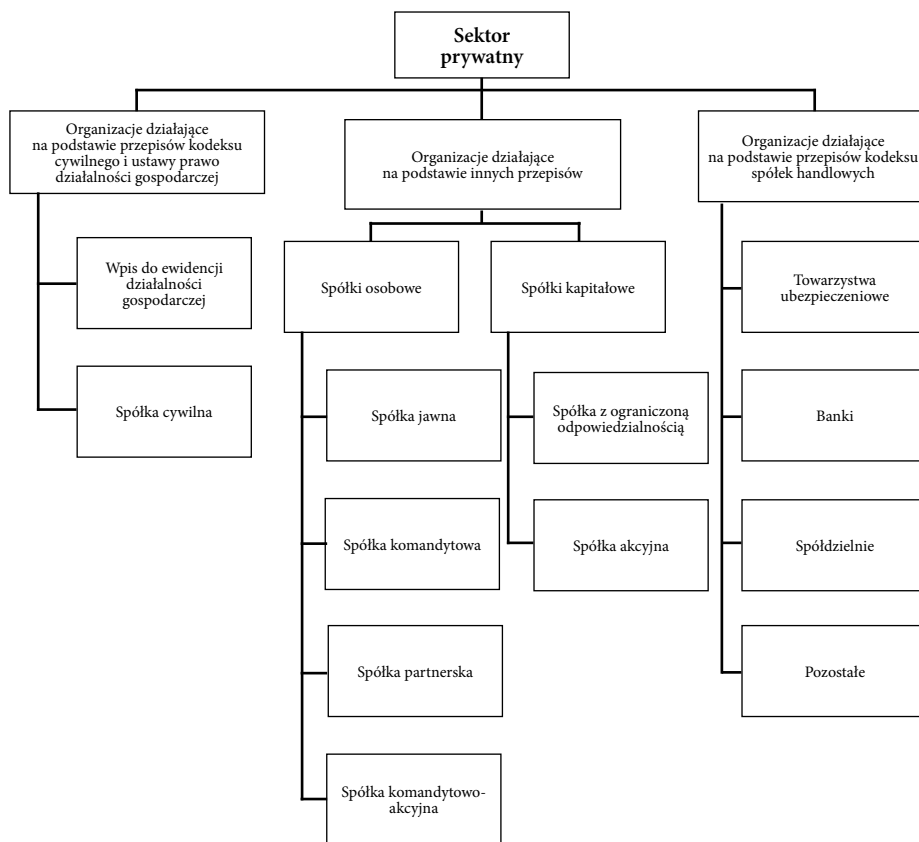 Sektor
prywatny
Organizacje działające
na podstawie przepisów kodeksu
cywilnego i ustawy prawo
działalności gospodarczej
Organizacje działające
na podstawie innych przepisów
Organizacje działające
na podstawie przepisów kodeksu
spółek handlowych
Wpis do ewidencji
działalności
gospodarczej
Spółka cywilna
Spółki osobowe
Spółki kapitałowe
Spółka jawna
Spółka komandytowa
Spółka partnerska
Spółka komandytowo-
akcyjna
Spółka z ograniczoną
odpowiedzialnością
Spółka akcyjna
Towarzystwa
ubezpieczeniowe
Banki
Spółdzielnie
Pozostałe